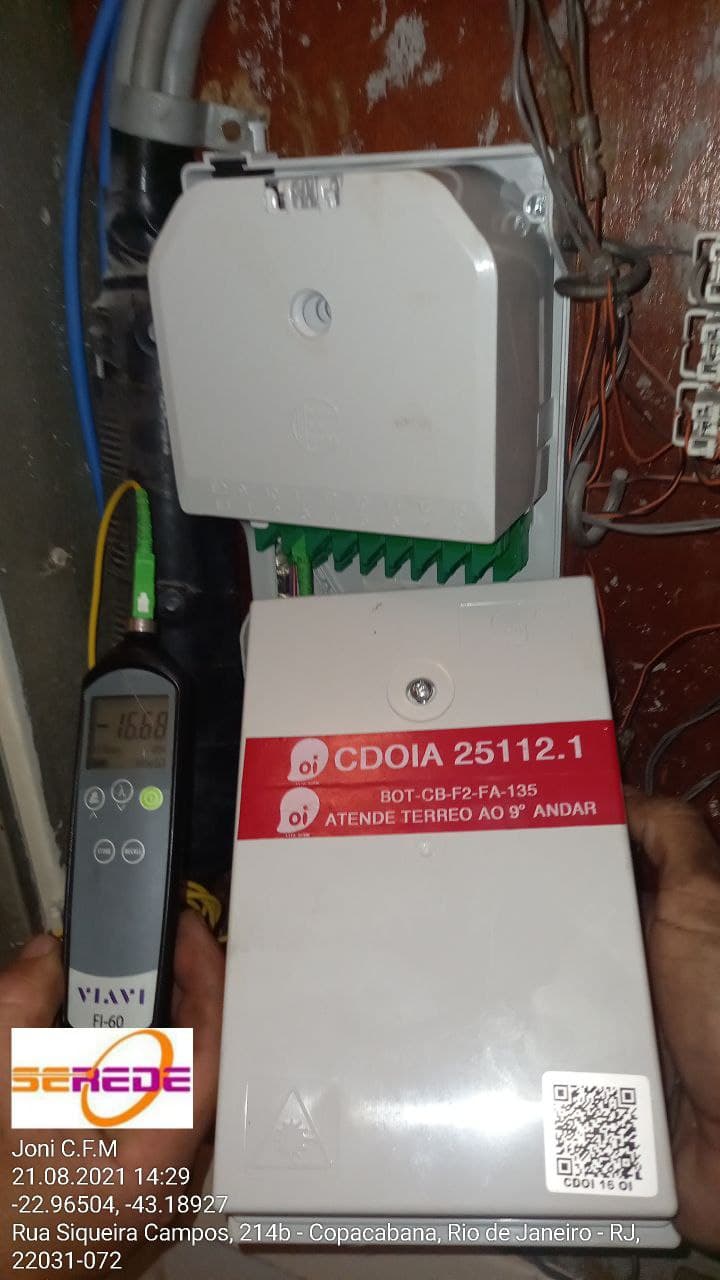 -16.68
STORE
VIAVI
FI-60
oi CDOIA 25112.1
BOT-CB-F2-FA-135
oi ATENDE TERREO AO 9º ANDAR
CDOI 16 OI
SEREDE
Joni C.F.M
21.08.2021 14:29
-22.96504, -43.18927
Rua Siqueira Campos, 214b - Copacabana, Rio de Janeiro - RJ,
22031-072